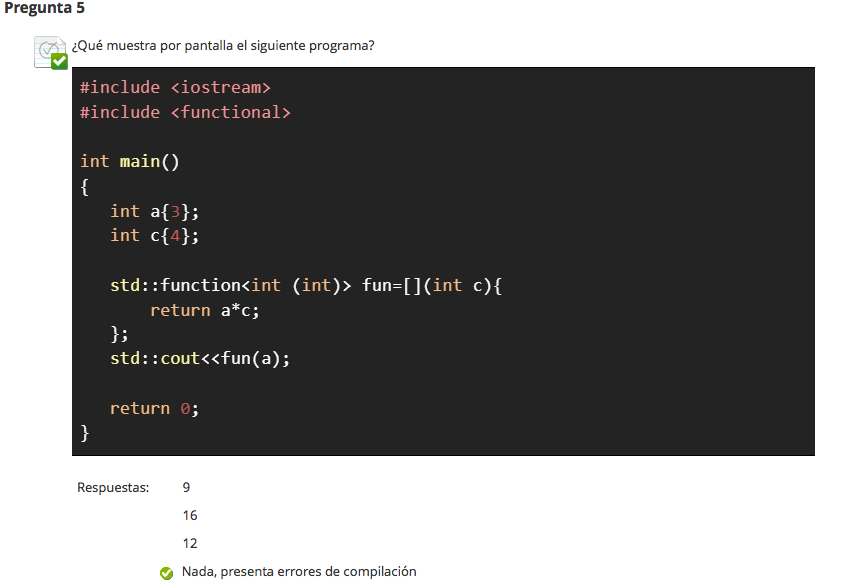 Pregunta 5
¿Qué muestra por pantalla el siguiente programa?
#include <iostream>
#include <functional>
int main()
{
int a{3};
int c{4};
std::function<int (int)> fun=[](int c){
return a*c;
};
std::cout<<fun(a);
return 0;
}
Respuestas: 9
16
12
Nada, presenta errores de compilación